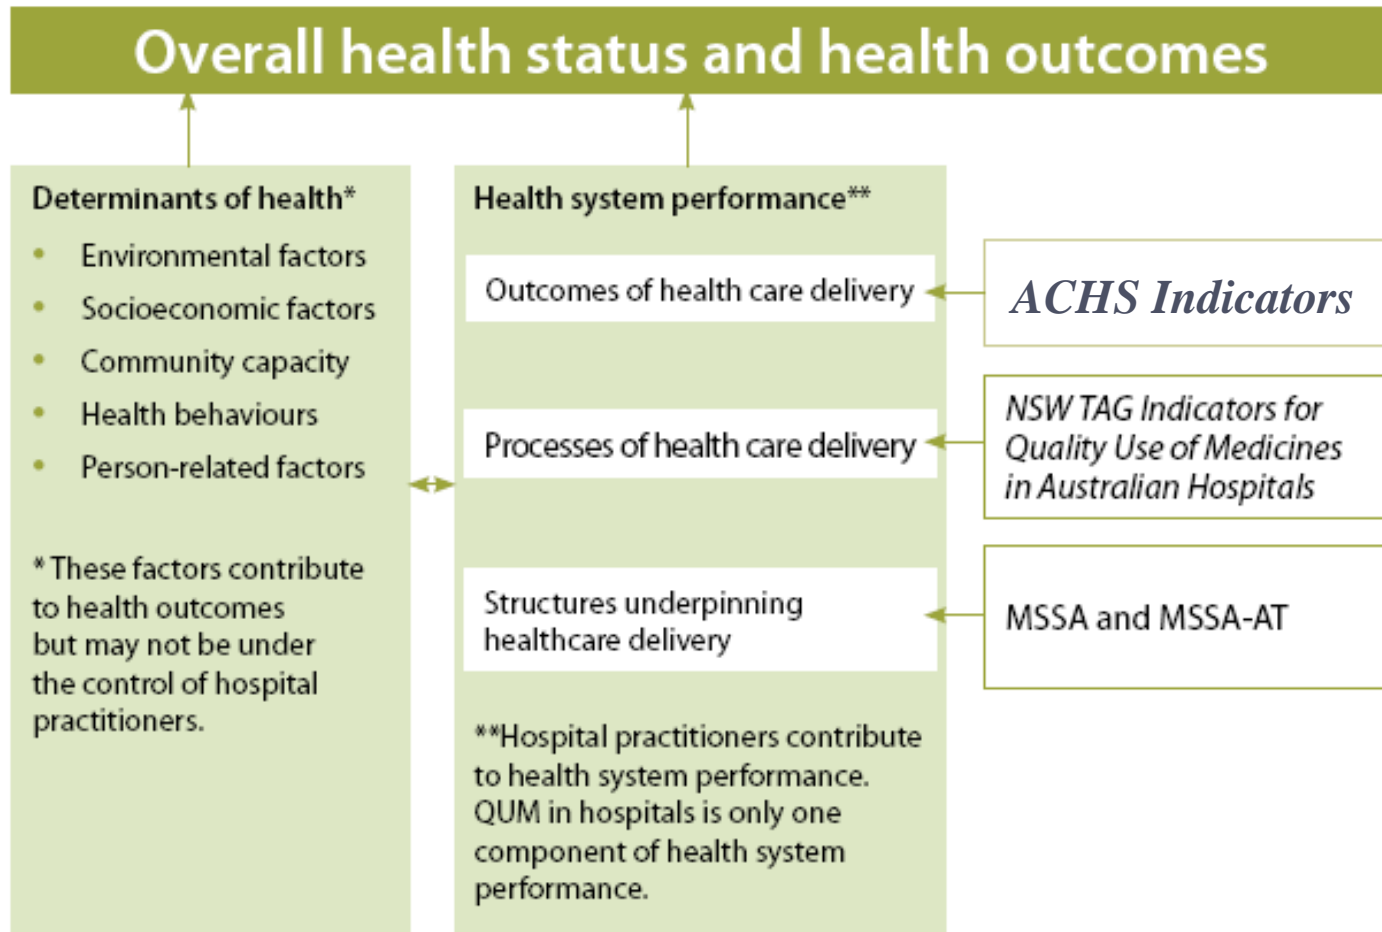 Overall health status and health outcomes
Determinants of health*
• Environmental factors
• Socioeconomic factors
• Community capacity
• Health behaviours
• Person-related factors
* These factors contribute
to health outcomes
but may not be under
the control of hospital
practitioners.
Health system performance**
Outcomes of health care delivery
Processes of health care delivery
Structures underpinning
healthcare delivery
**Hospital practitioners contribute
to health system performance.
QUM in hospitals is only one
component of health system
performance.
ACHS Indicators
NSW TAG Indicators for
Quality Use of Medicines
in Australian Hospitals
MSSA and MSSA-AT